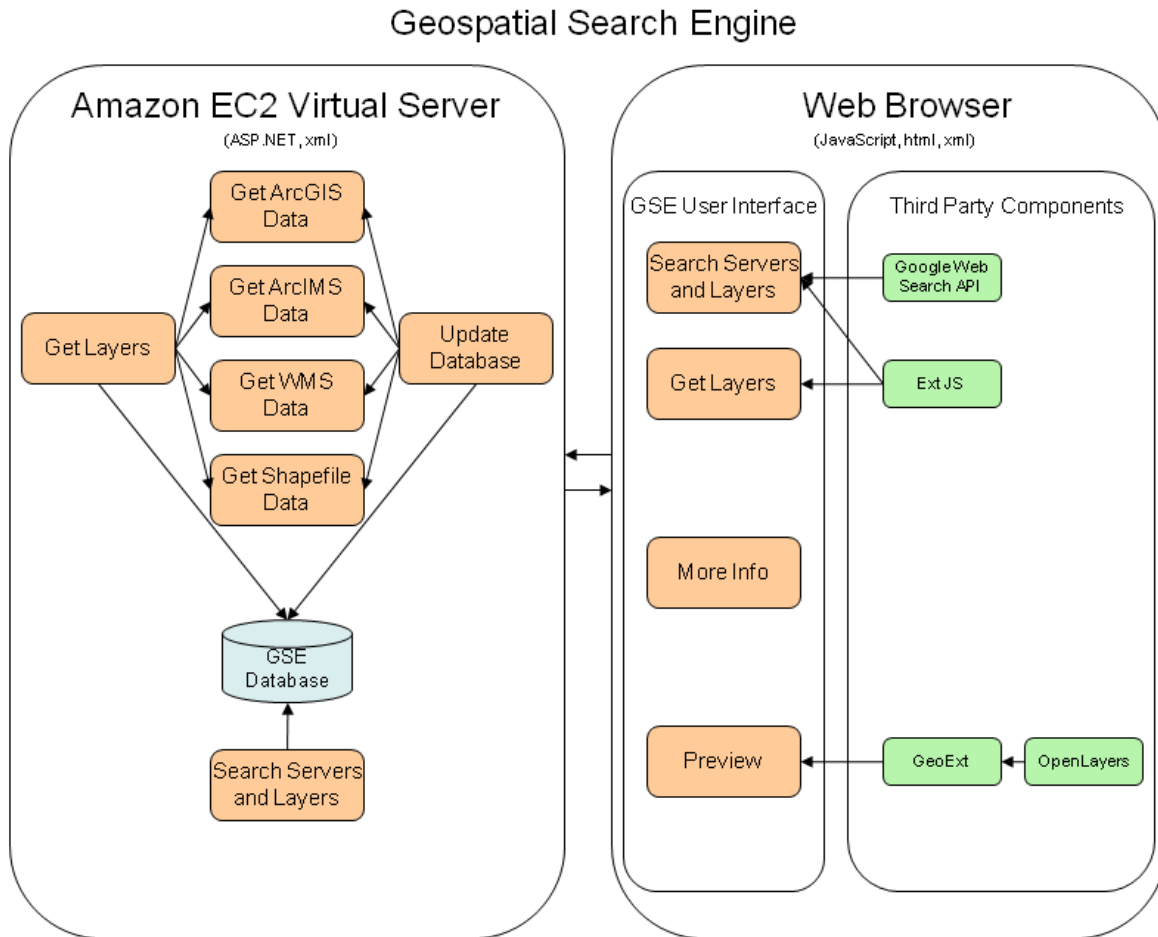 Geospatial Search Engine
Amazon EC2 Virtual Server
(ASP.NET, xml)
Get ArcGIS
Data
Get ArcIMS
Data
Get Layers
Update
Database
Get WMS
Data
Get Shapefile
Data
GSE
Database
Search Servers
and Layers
Web Browser
(JavaScript, html, xml)
GSE User Interface
Search Servers
and Layers
Get Layers
More Info
Preview
Third Party Components
Google Web
Search API
Ext JS
GeoExt
OpenLayers